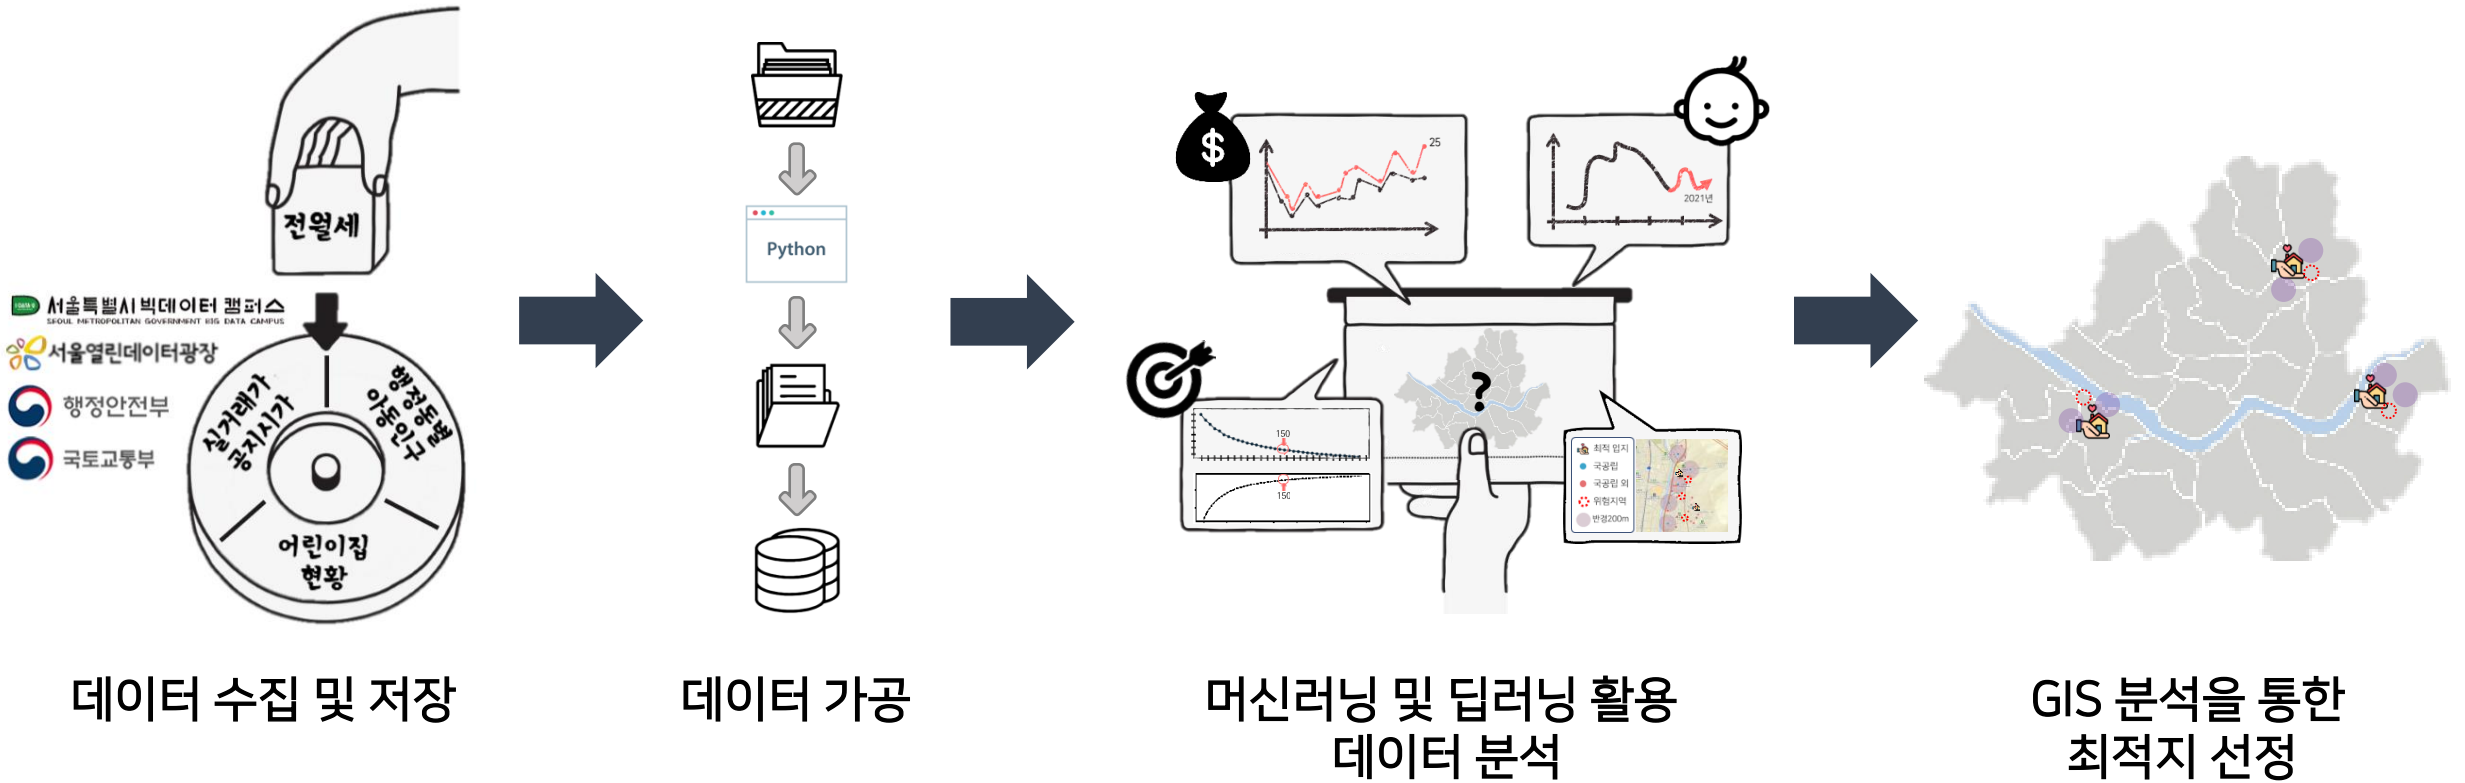 전월세
서울특별시 빅데이터 캠퍼스
SEOUL METROPOLITAN GOVERNMENT BIG DATA CAMPUS
서울열린데이터광장
행정안전부
국토교통부
실거래가
공지시가
행정동별
아동인구
어린이집
현황
데이터 수집 및 저장
Python
데이터 가공
$
25
2021년
?
150
150
최적 입지
국공립
국공립 외
위험지역
반경200m
머신러닝 및 딥러닝 활용
데이터 분석
GIS 분석을 통한
최적지 선정